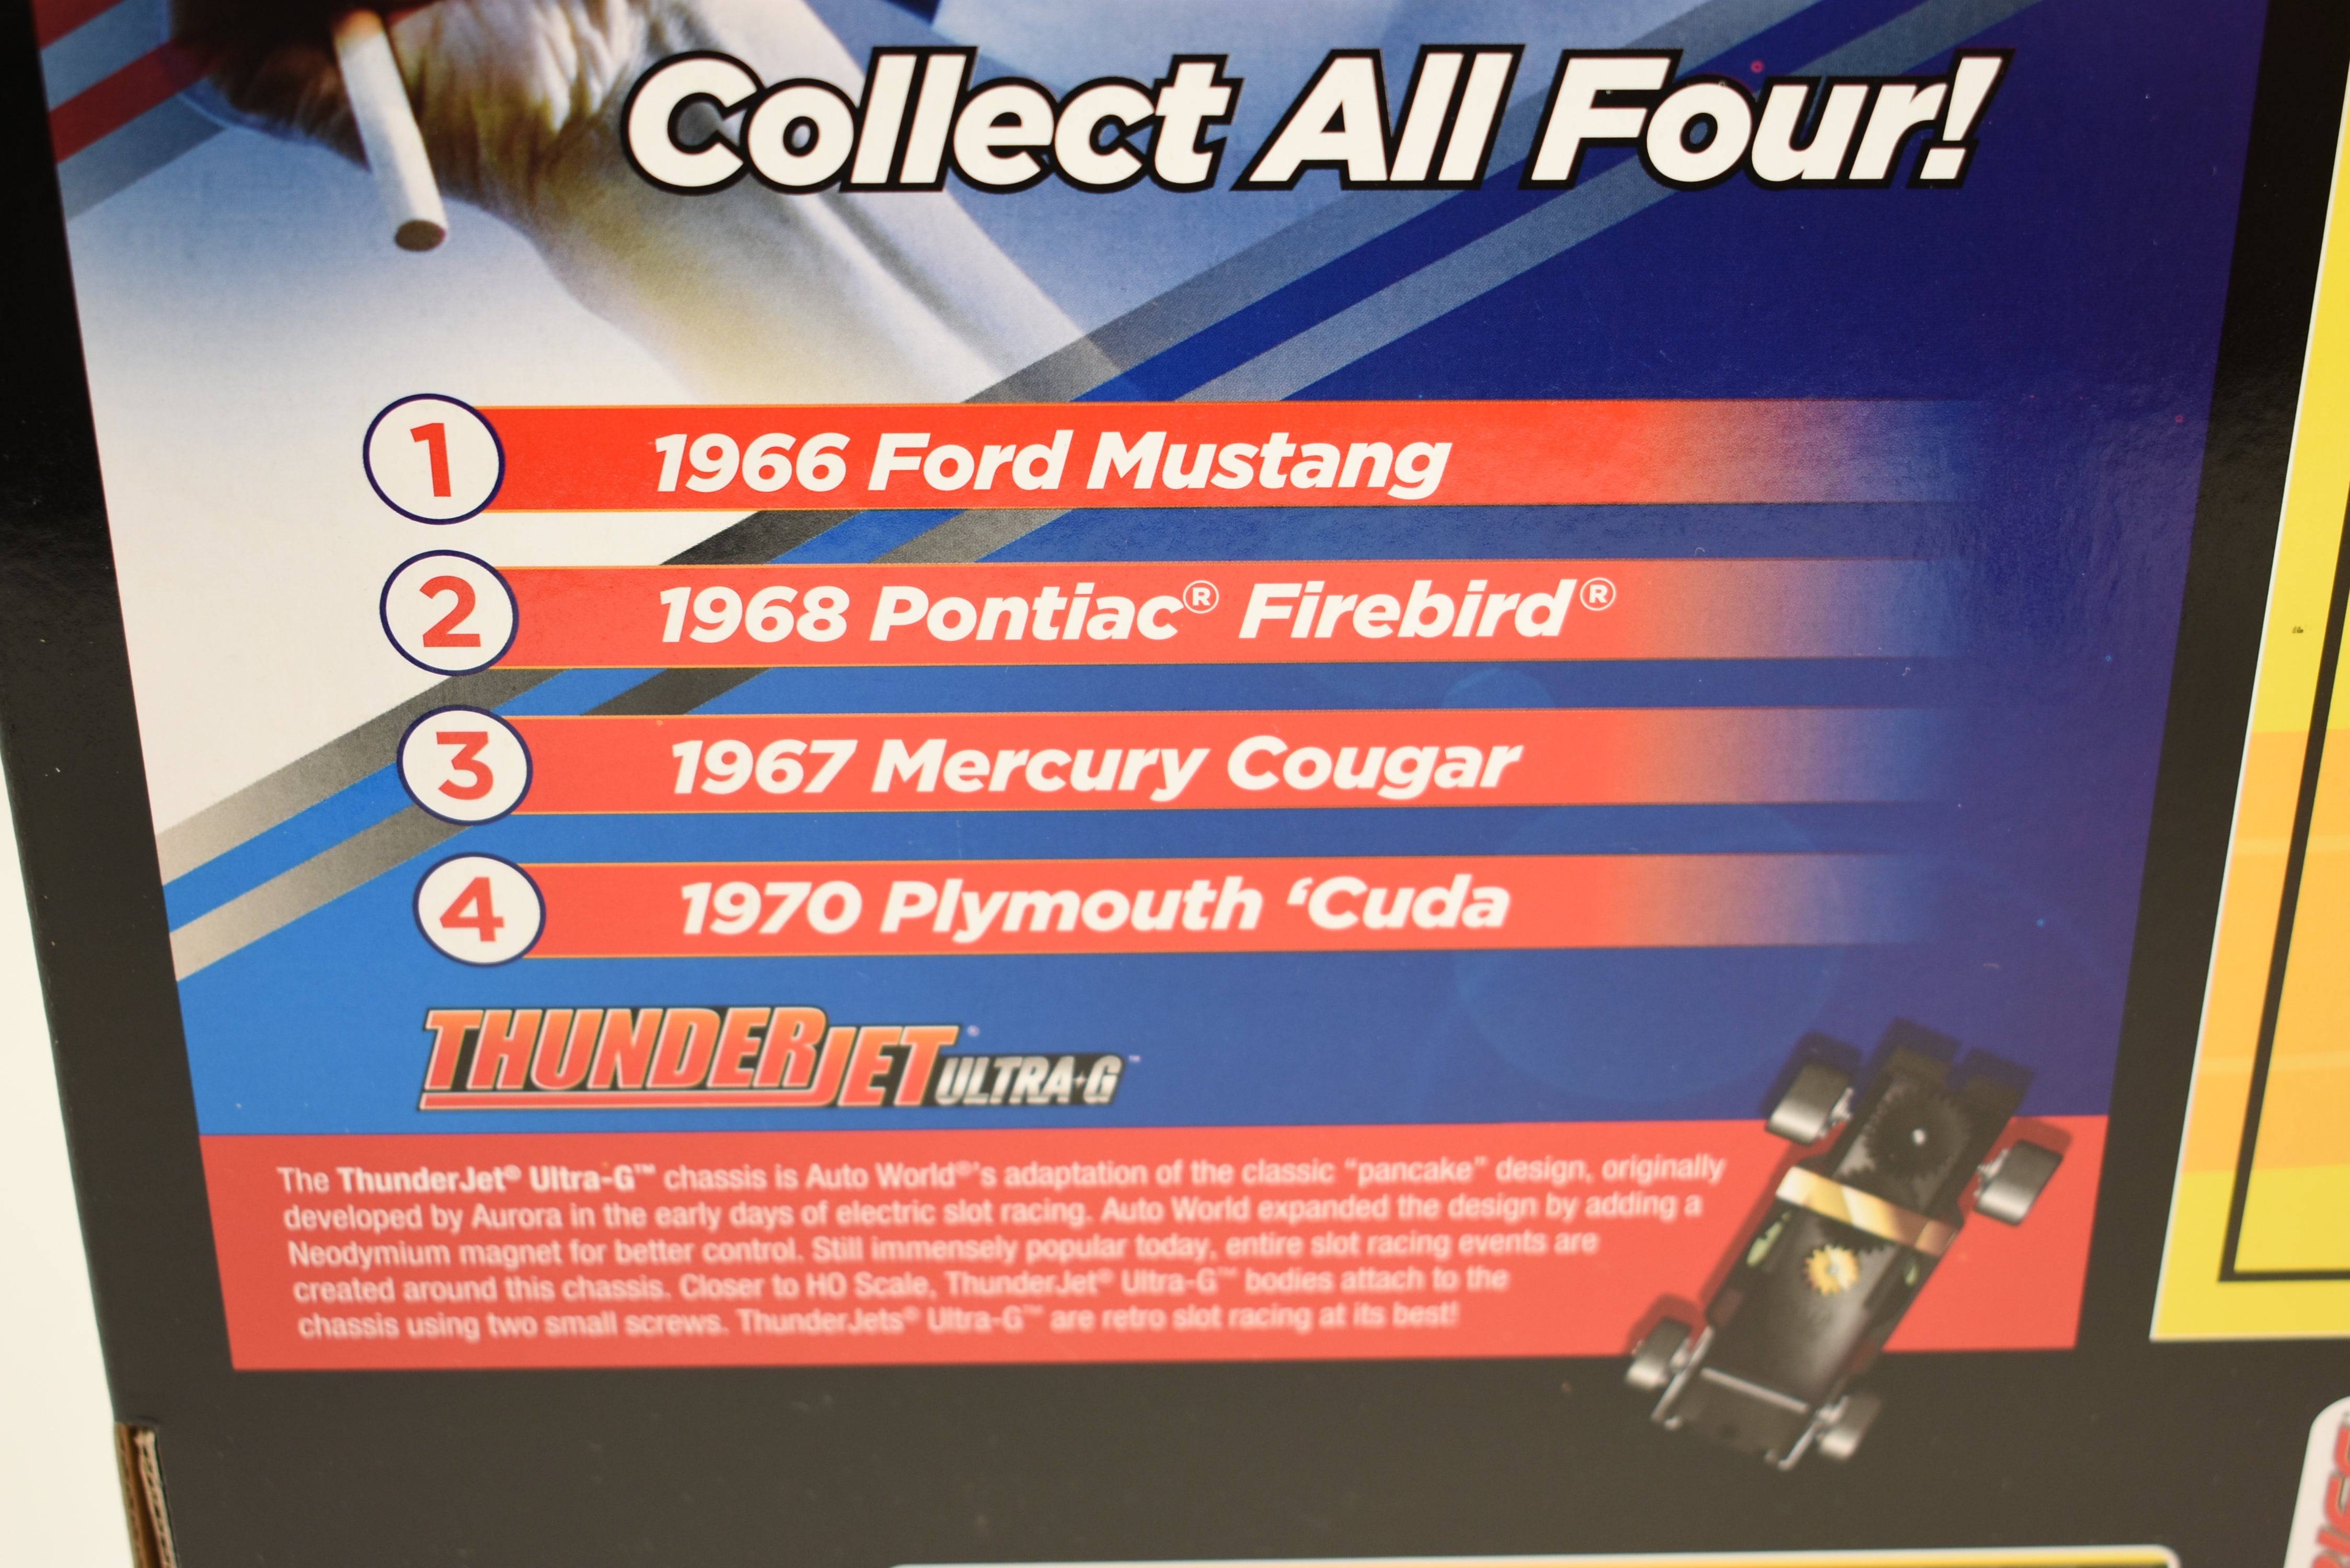 Collect All Four!
1 1966 Ford Mustang
2 1968 Pontiac® Firebird®
3 1967 Mercury Cougar
4 1970 Plymouth ‘Cuda
THUNDERJET® ULTRA-G™
The ThunderJet® Ultra-G™ chassis is Auto World®'s adaptation of the classic “pancake” design, originally
developed by Aurora in the early days of electric slot racing. Auto World expanded the design by adding a
Neodymium magnet for better control. Still immensely popular today, entire slot racing events are
created around this chassis. Closer to HO Scale, ThunderJet® Ultra-G™ bodies attach to the
chassis using two small screws. ThunderJets® Ultra-G™ are retro slot racing at its best!